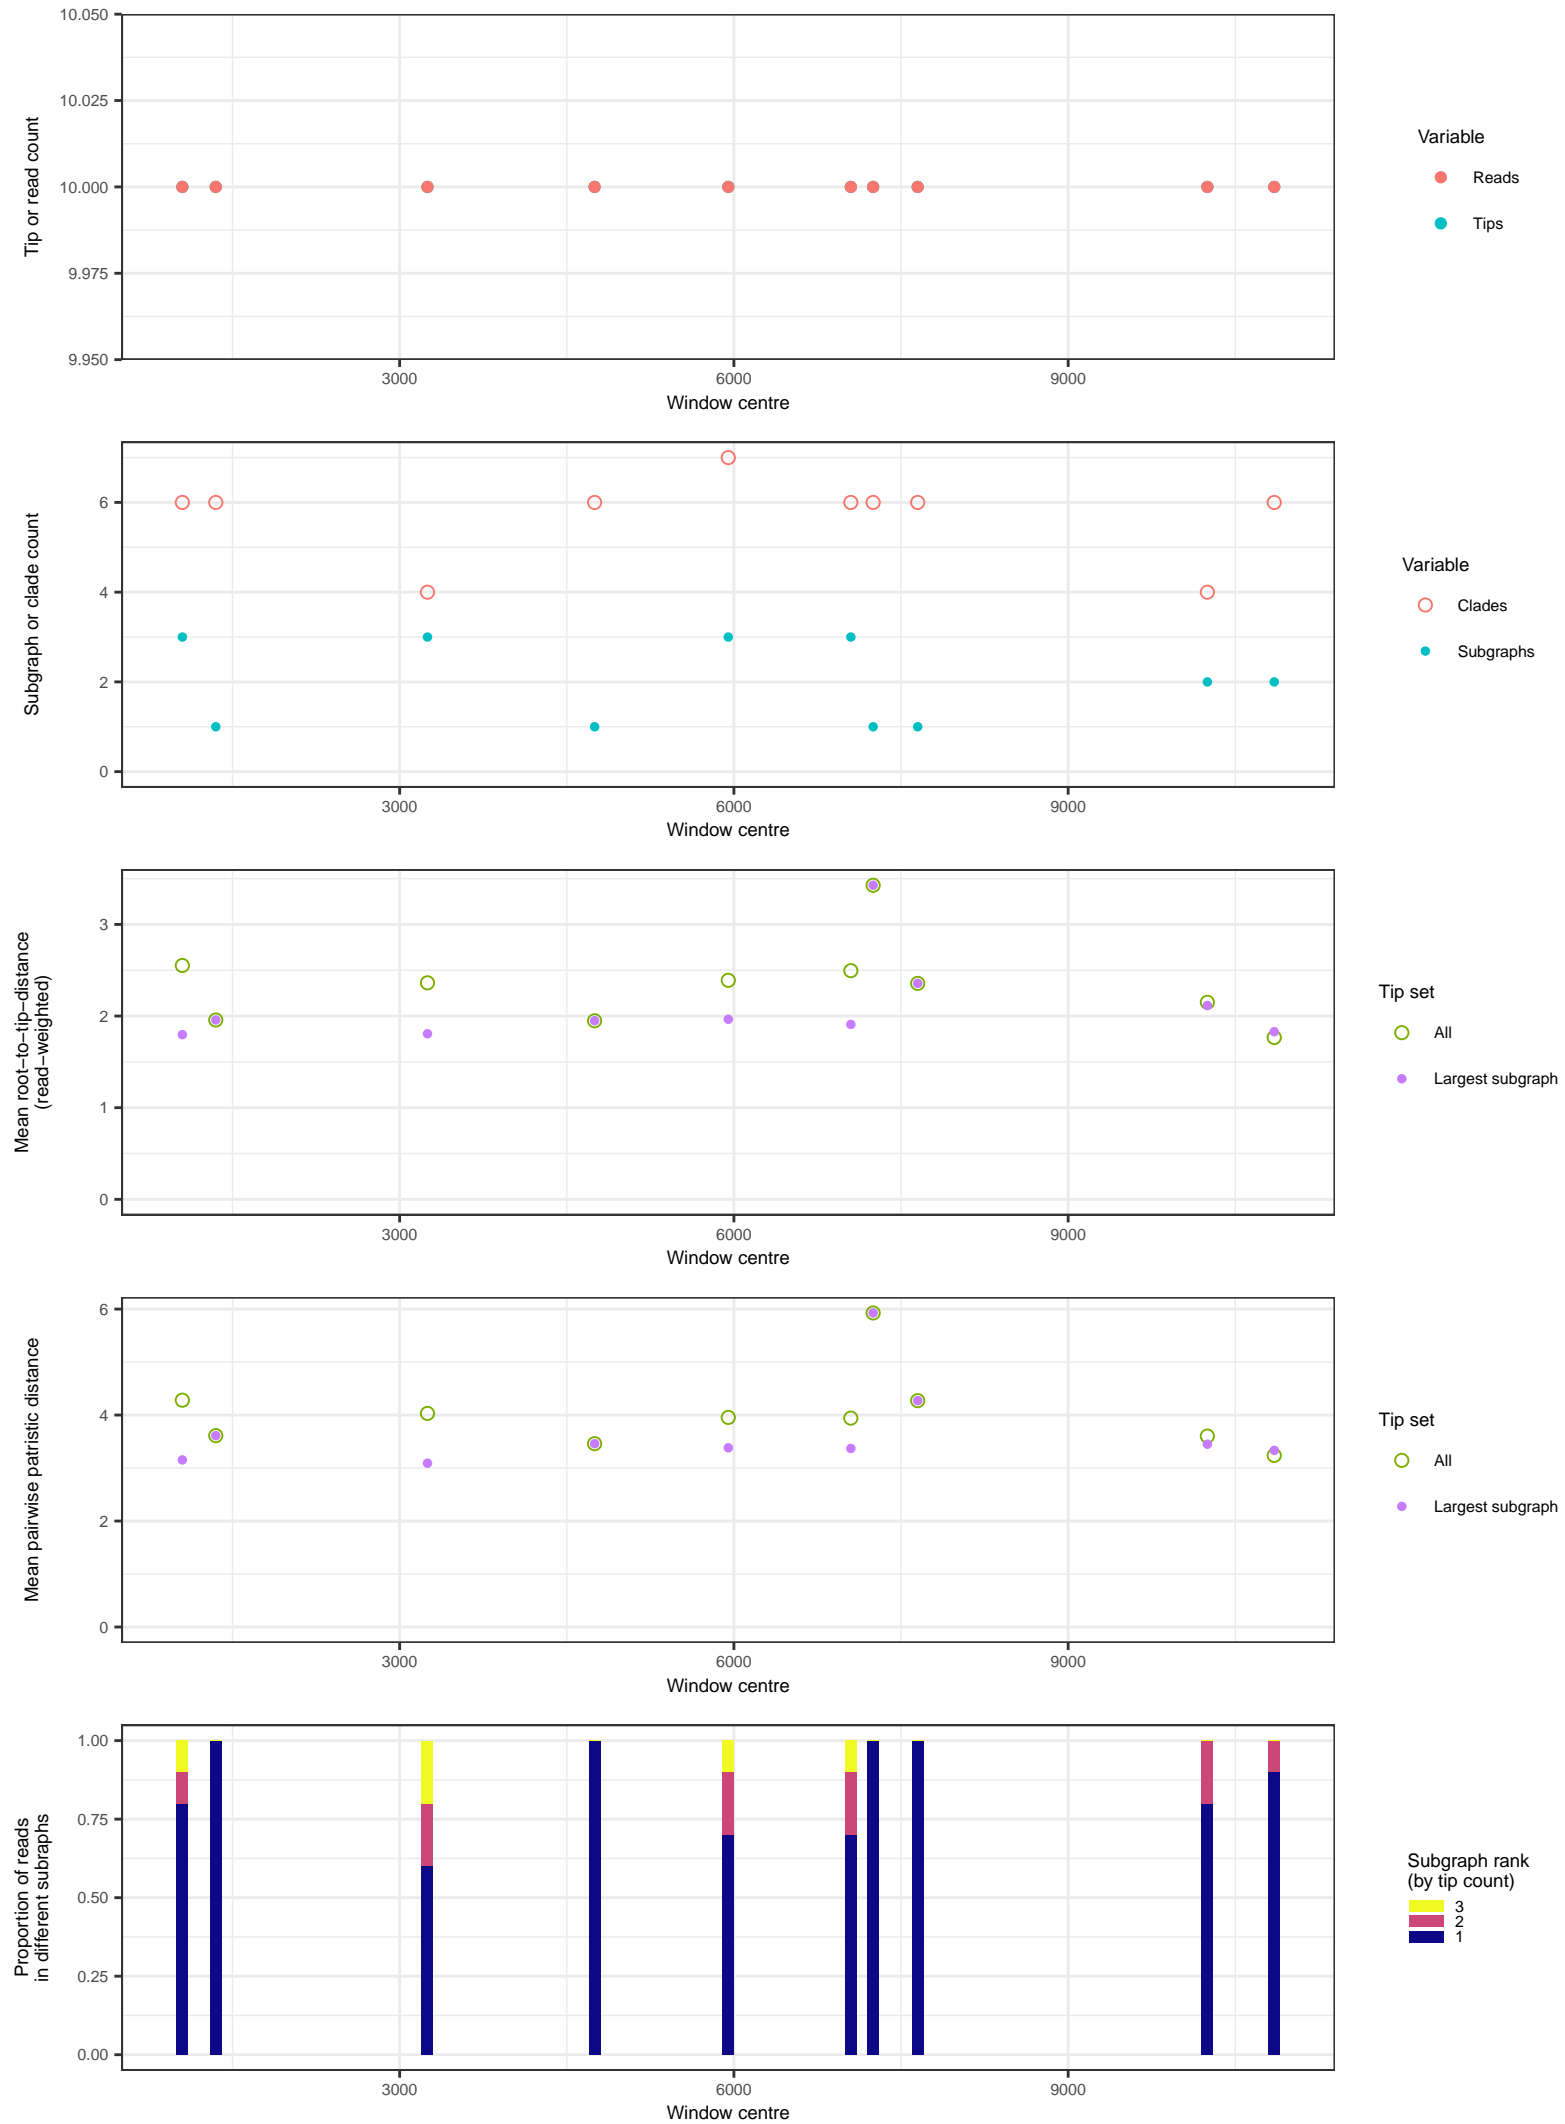 10.050
10.025
10.000
9.975
9.950
Tip or read count
3000 6000 9000
Window centre
Variable
Reads
Tips
6
4
2
0
Subgraph or clade count
3000 6000 9000
Window centre
Variable
Clades
Subgraphs
3
2
1
0
Mean root−to−tip−distance
(read−weighted)
3000 6000 9000
Window centre
Tip set
All
Largest subgraph
6
4
2
0
Mean pairwise patristic distance
3000 6000 9000
Window centre
Tip set
All
Largest subgraph
1.00
0.75
0.50
0.25
0.00
Proportion of reads
in different subraphs
3000 6000 9000
Window centre
Subgraph rank
(by tip count)
3
2
1